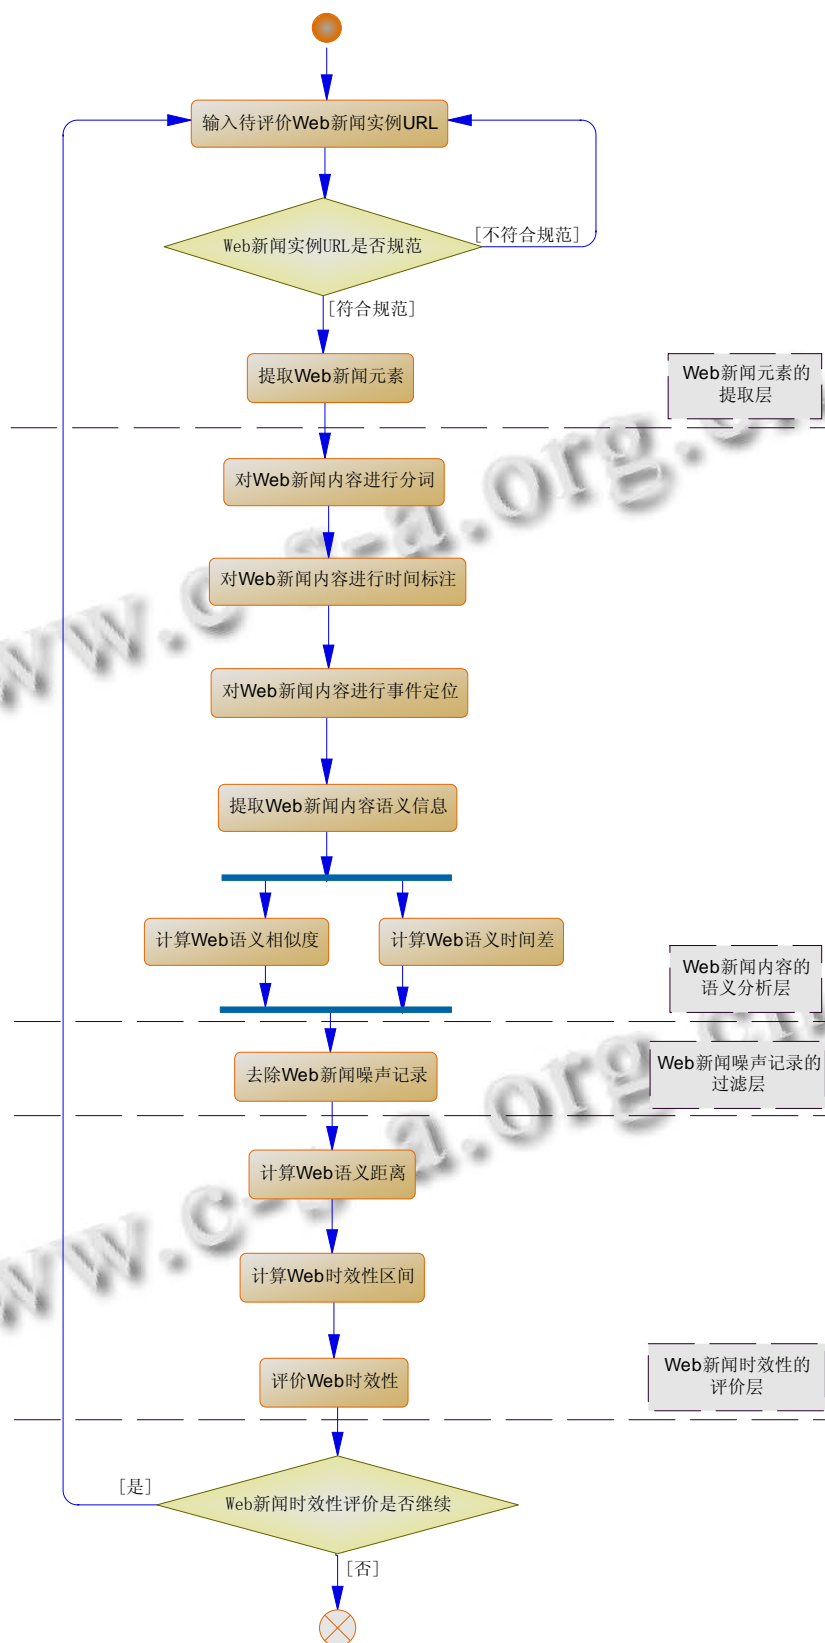 输入待评价Web新闻实例URL
Web新闻实例URL是否规范
[不符合规范]
[符合规范]
提取Web新闻元素
Web新闻元素的
提取层
对Web新闻内容进行分词
对Web新闻内容进行时间标注
对Web新闻内容进行事件定位
提取Web新闻内容语义信息
计算Web语义相似度
计算Web语义时间差
Web新闻内容的
语义分析层
去除Web新闻噪声记录
Web新闻噪声记录的
过滤层
计算Web语义距离
计算Web时效性区间
评价Web时效性
Web新闻时效性的
评价层
[是]
Web新闻时效性评价是否继续
[否]
www.c-s-a.org.cn
www.c-s-a.org.cn